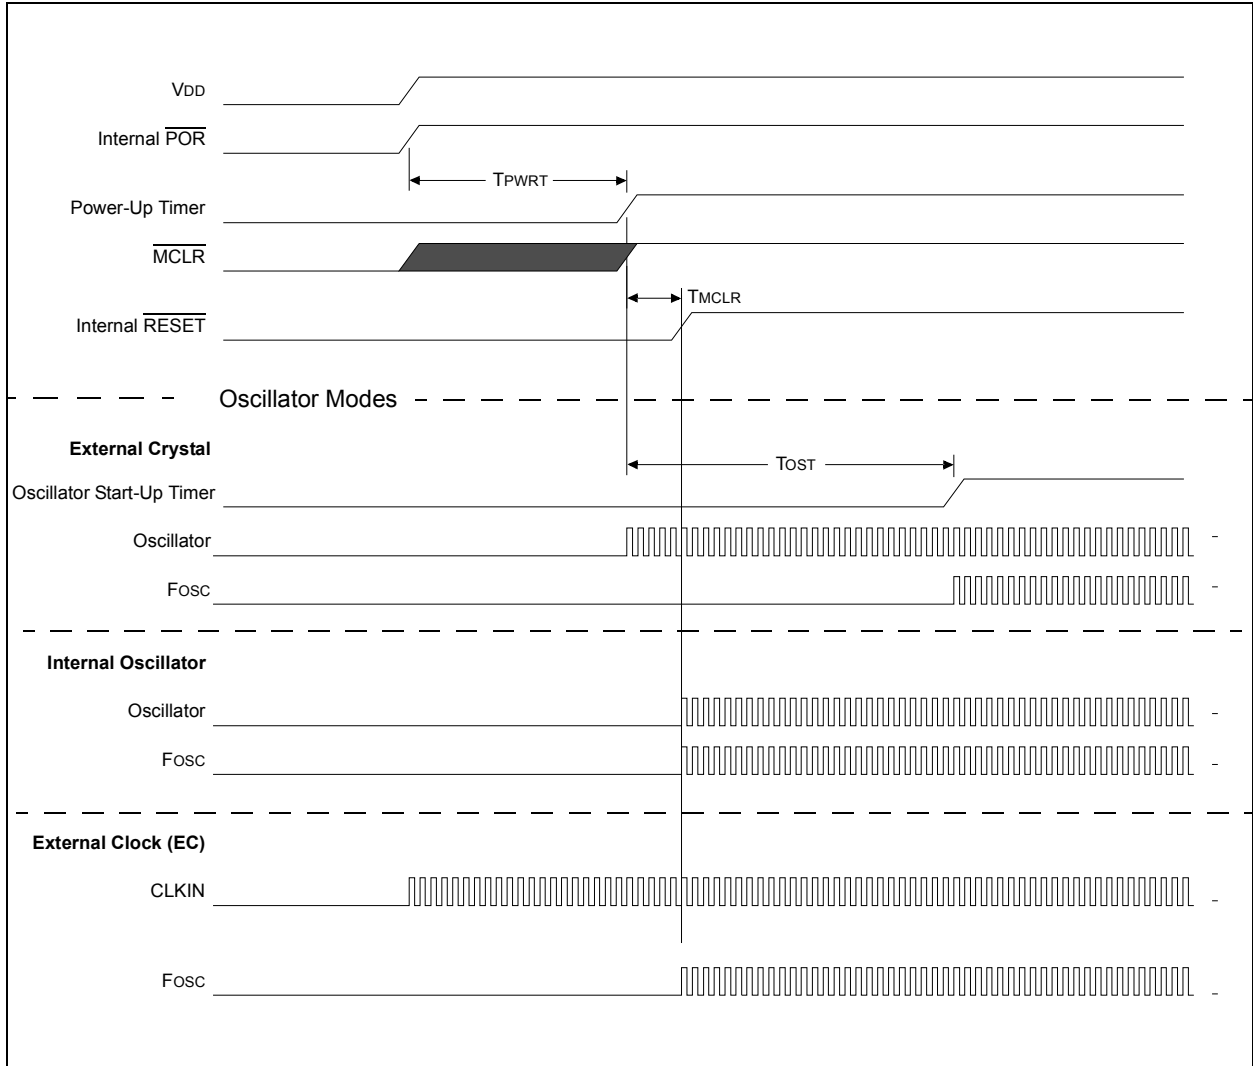 VDD
Internal POR
TPWRT
Power-Up Timer
MCLR
TMCLR
Internal RESET
Oscillator Modes
External Crystal
TOST
Oscillator Start-Up Timer
Oscillator
FOSC
Internal Oscillator
Oscillator
FOSC
External Clock (EC)
CLKIN
FOSC